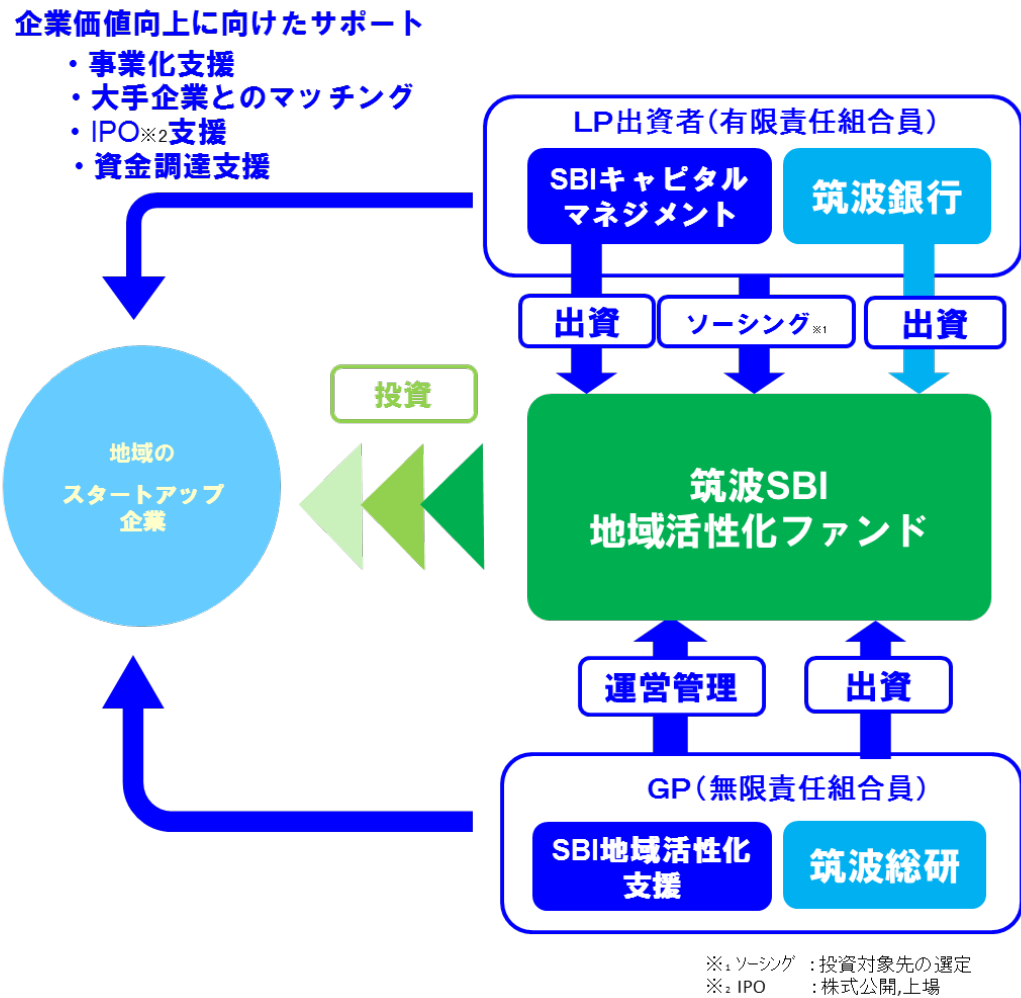 企業価値向上に向けたサポート
・事業化支援
・大手企業とのマッチング
・IPO※2支援
・資金調達支援
LP出資者(有限責任組合員)
SBIキャピタル
マネジメント
筑波銀行
出資
ソーシング※1
出資
投資
地域の
スタートアップ
企業
筑波SBI
地域活性化ファンド
運営管理
出資
GP(無限責任組合員)
SBI地域活性化
支援
筑波総研
※1 ソーシング :投資対象先の選定
※2 IPO :株式公開,上場